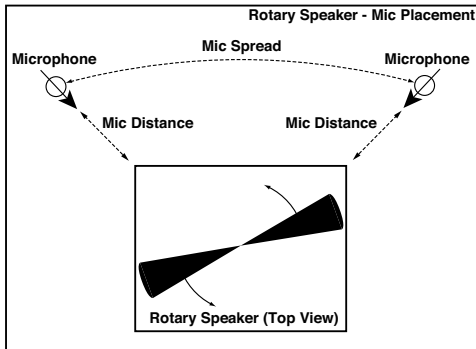 Rotary Speaker - Mic Placement
Mic Spread
Microphone
Microphone
Mic Distance
Mic Distance
Rotary Speaker (Top View)